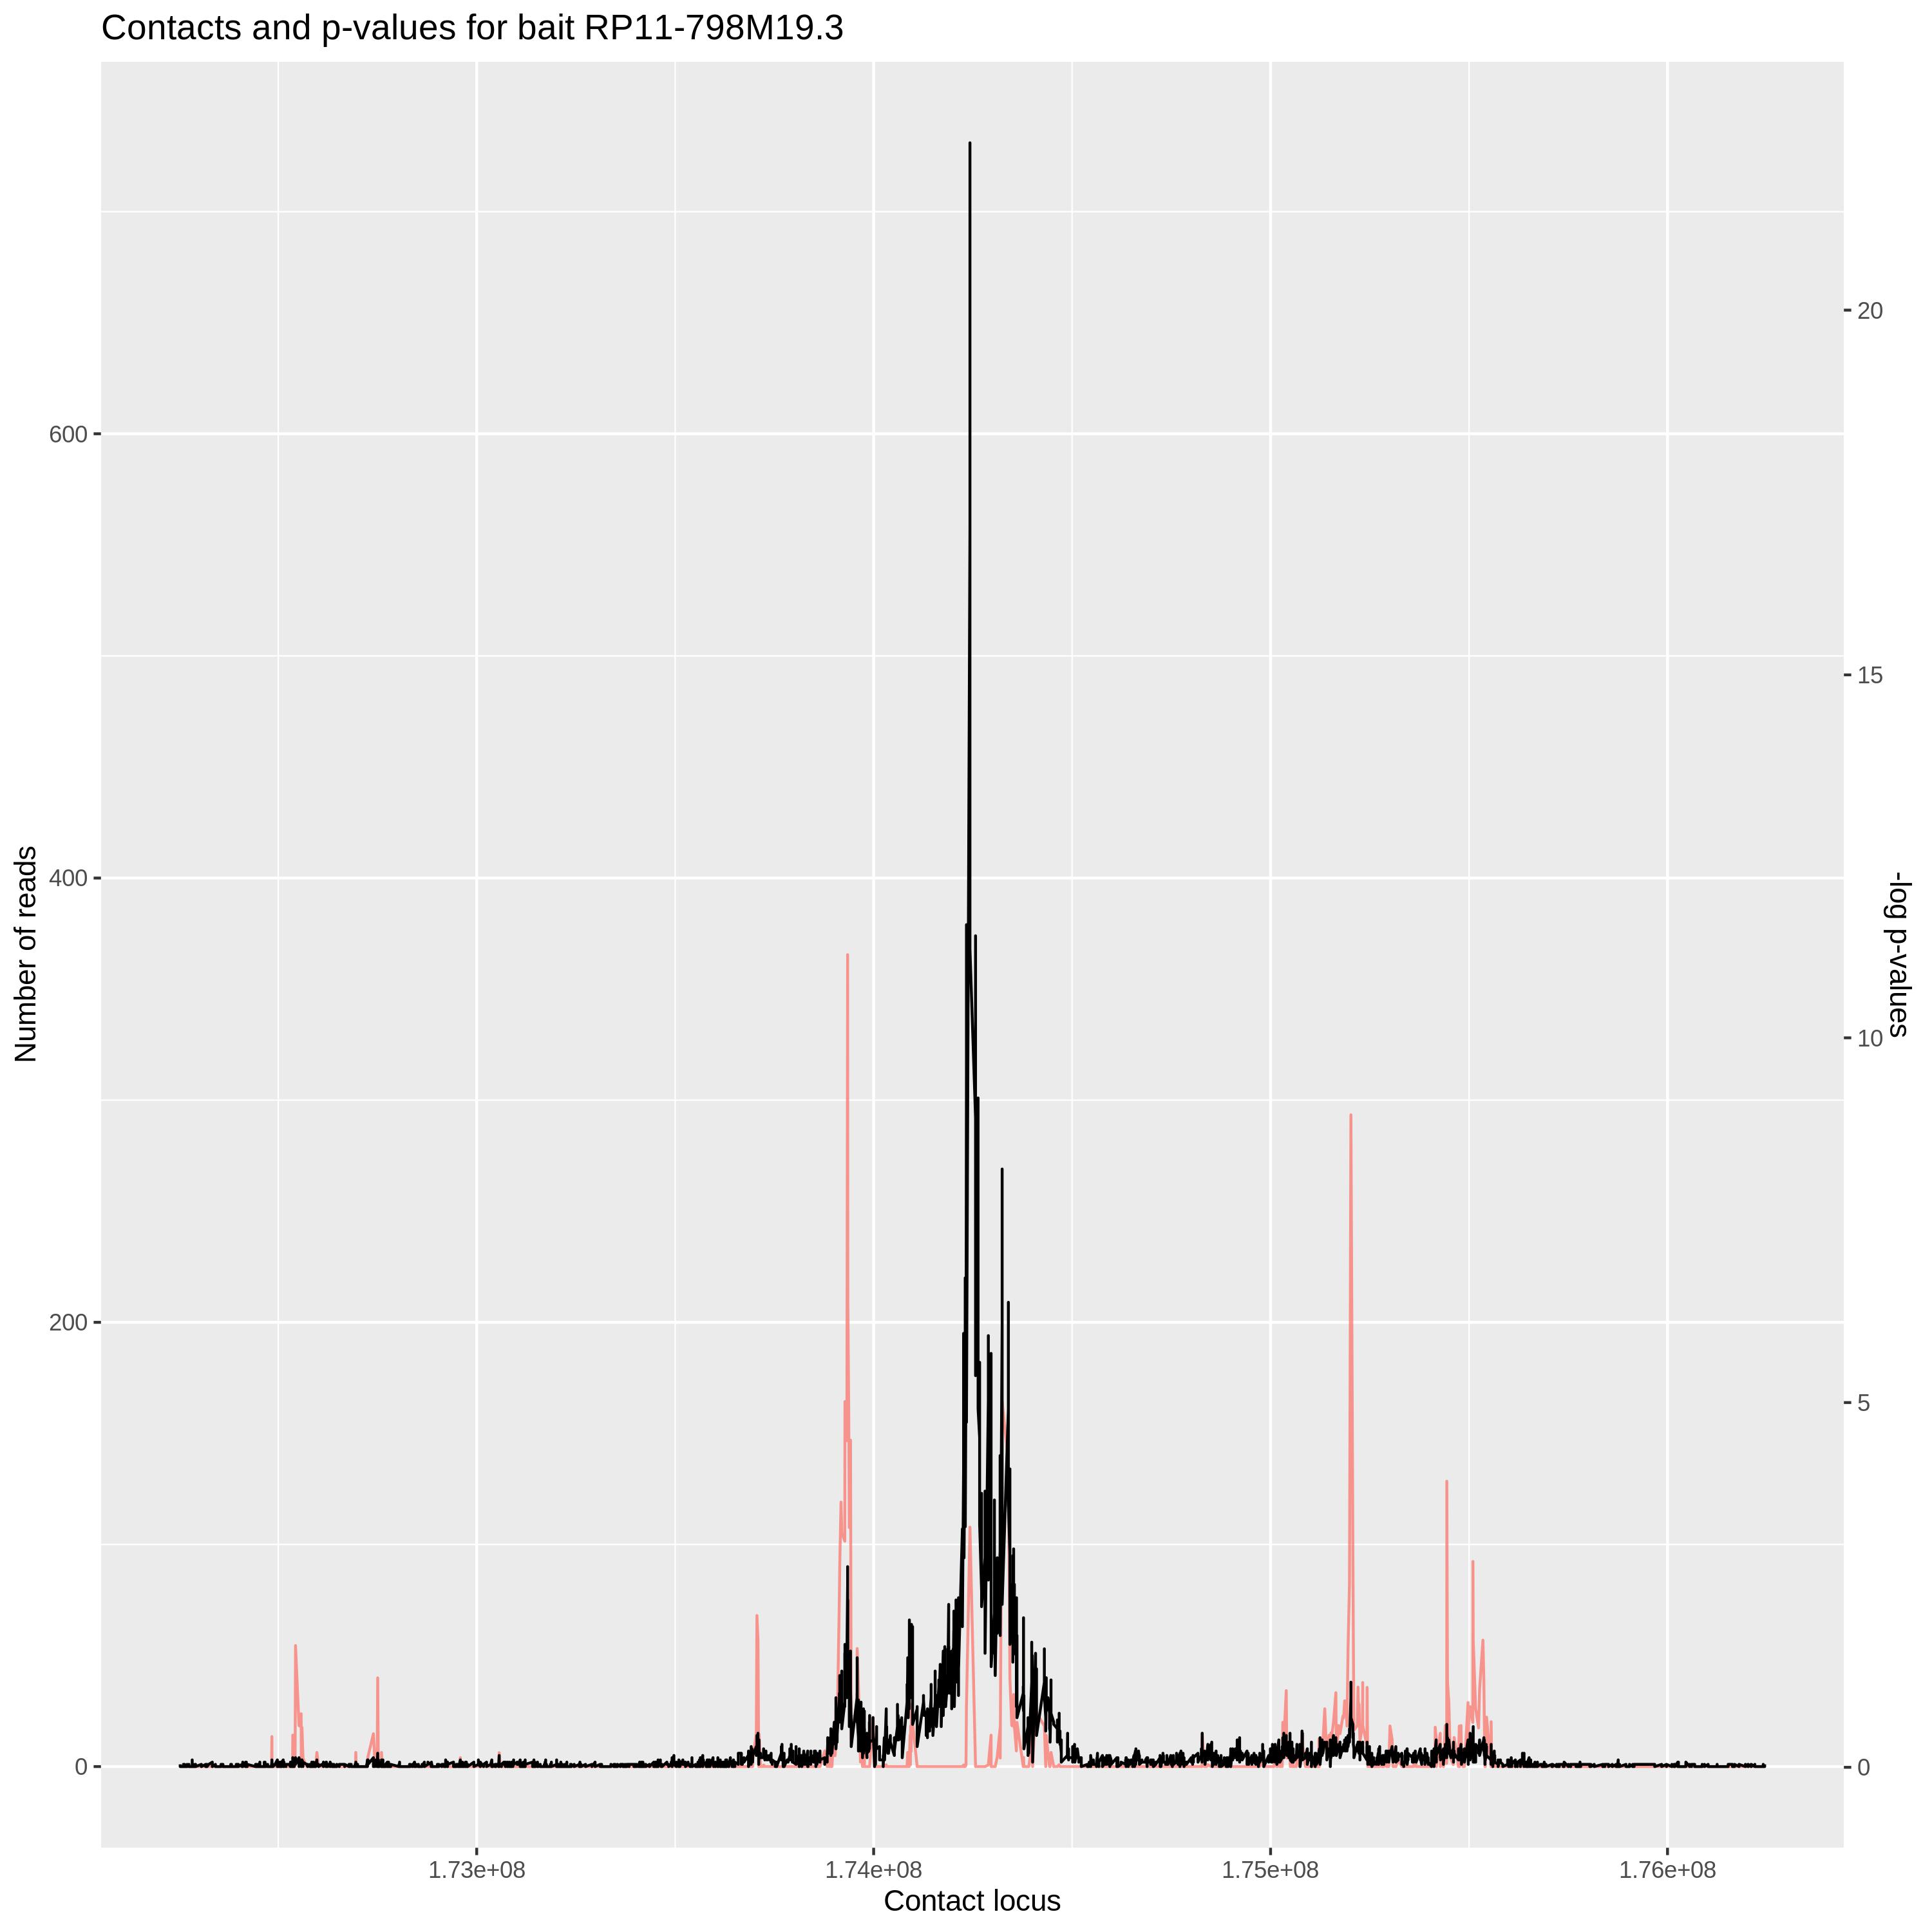 Contacts and p-values for bait RP11-798M19.3
Number of reads
600
400
200
0
20
15
10
5
0
-log p-values
1.73e+08
1.74e+08
1.75e+08
1.76e+08
Contact locus